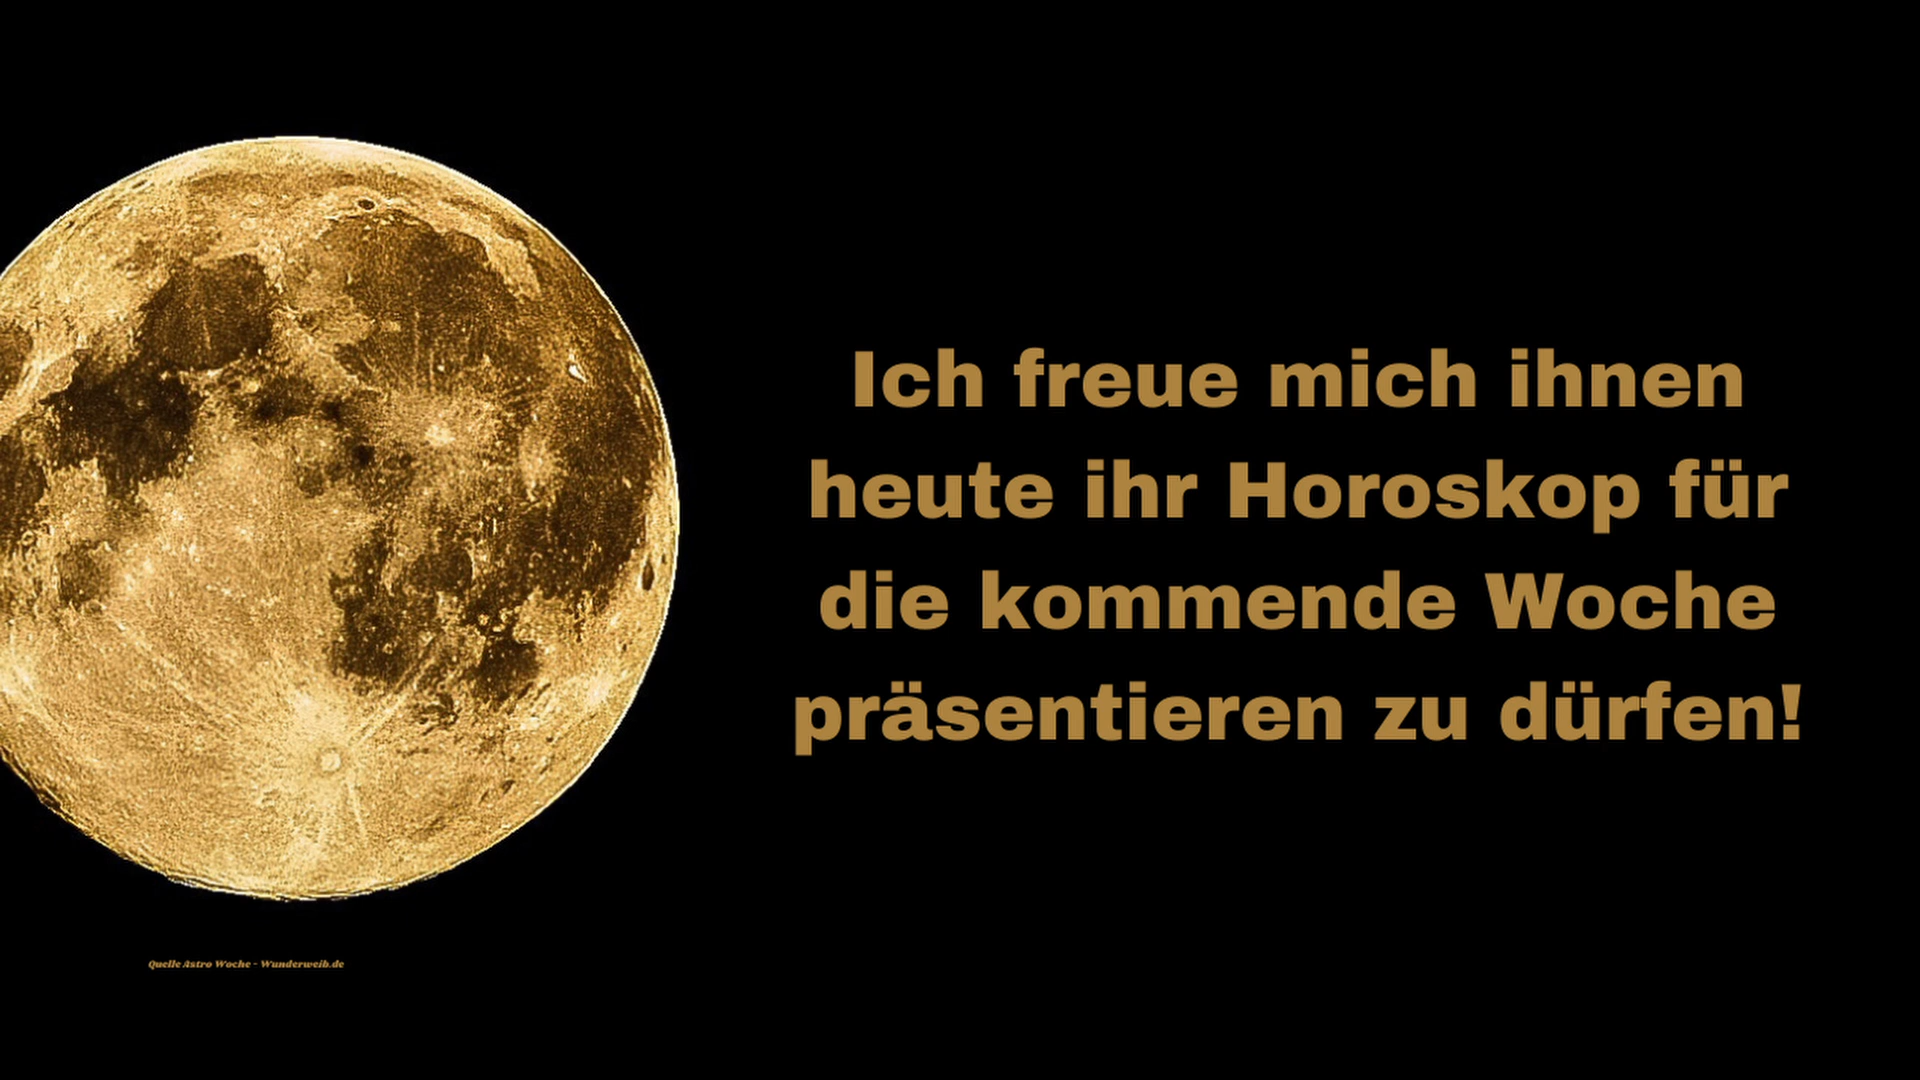 Ich freue mich ihnen
heute ihr Horoskop für
die kommende Woche
präsentieren zu dürfen!
Quelle Astro Woche - Wunderweib.de